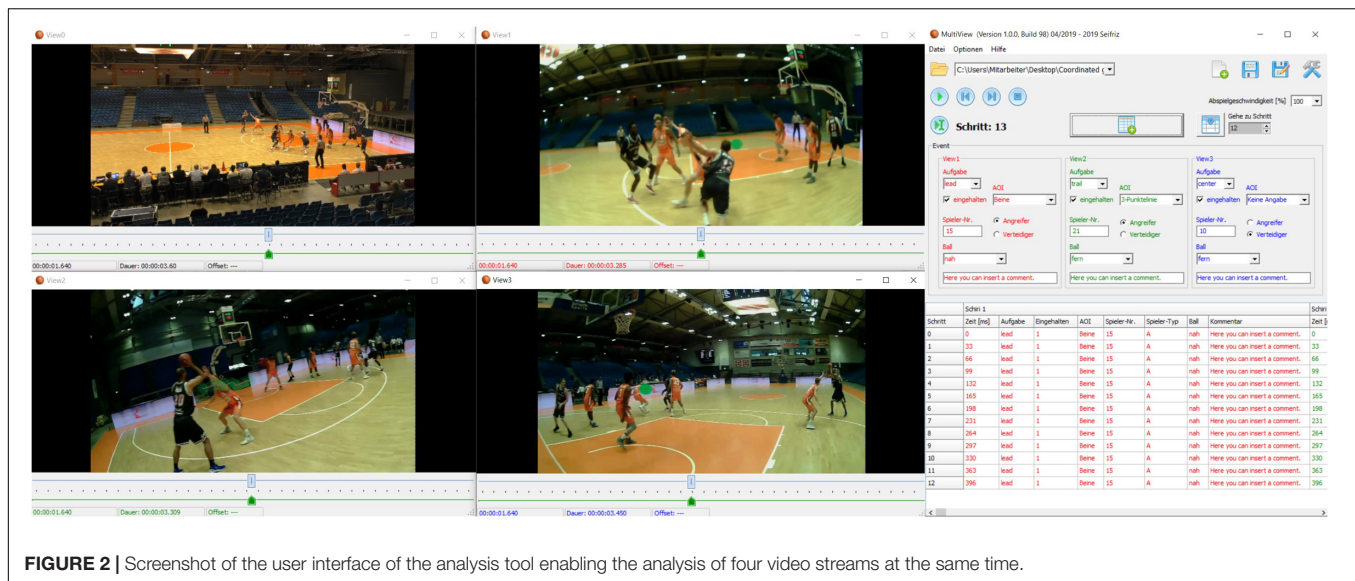 View0
View1
00:00:01.640 Dauer: 00:00:03.60 Offset: ---
00:00:01.640 Dauer: 00:00:03.285 Offset: ---
View2
View3
00:00:01.640 Dauer: 00:00:03.309 Offset: ---
00:00:01.640 Dauer: 00:00:03.450 Offset: ---
MultiView (Version 1.0.0, Build 98) 04/2019 - 2019 Seifriz
Datei Optionen Hilfe
C:\Users\Mitarbeiter\Desktop\Coordinated g
Abspielgeschwindigkeit [%] 100
Schritt: 13
Gehe zu Schritt
12
Event
View1
Aufgabe
lead
AOI
eingehalten Beine
Spieler-Nr. Angreifer
15 Verteidiger
Ball
nah
Here you can insert a comment.
View2
Aufgabe
trail
AOI
eingehalten 3-Punktelinie
Spieler-Nr. Angreifer
21 Verteidiger
Ball
fern
Here you can insert a comment.
View3
Aufgabe
center
AOI
eingehalten Keine Angabe
Spieler-Nr. Angreifer
10 Verteidiger
Ball
fern
Here you can insert a comment.
Schiri 1 Schiri
Schritt Zeit [ms] Aufgabe Eingehalten AOI Spieler-Nr. Spieler-Typ Ball Kommentar Zeit [
0 0 lead 1 Beine 15 A nah Here you can insert a comment. 0
1 33 lead 1 Beine 15 A nah Here you can insert a comment. 33
2 66 lead 1 Beine 15 A nah Here you can insert a comment. 66
3 99 lead 1 Beine 15 A nah Here you can insert a comment. 99
4 132 lead 1 Beine 15 A nah Here you can insert a comment. 132
5 165 lead 1 Beine 15 A nah Here you can insert a comment. 165
6 198 lead 1 Beine 15 A nah Here you can insert a comment. 198
7 231 lead 1 Beine 15 A nah Here you can insert a comment. 231
8 264 lead 1 Beine 15 A nah Here you can insert a comment. 264
9 297 lead 1 Beine 15 A nah Here you can insert a comment. 297
10 330 lead 1 Beine 15 A nah Here you can insert a comment. 330
11 363 lead 1 Beine 15 A nah Here you can insert a comment. 363
12 396 lead 1 Beine 15 A nah Here you can insert a comment. 396
FIGURE 2 | Screenshot of the user interface of the analysis tool enabling the analysis of four video streams at the same time.